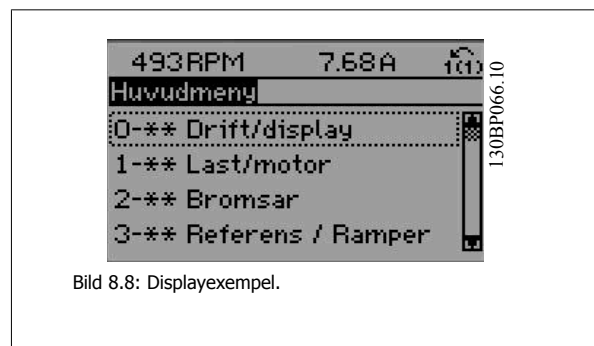 493RPM 7.68A 1(1)
Huvudmeny
0-** Drift/display
1-** Last/motor
2-** Bromsar
3-** Referens / Ramper
130BP066.10
Bild 8.8: Displayexempel.